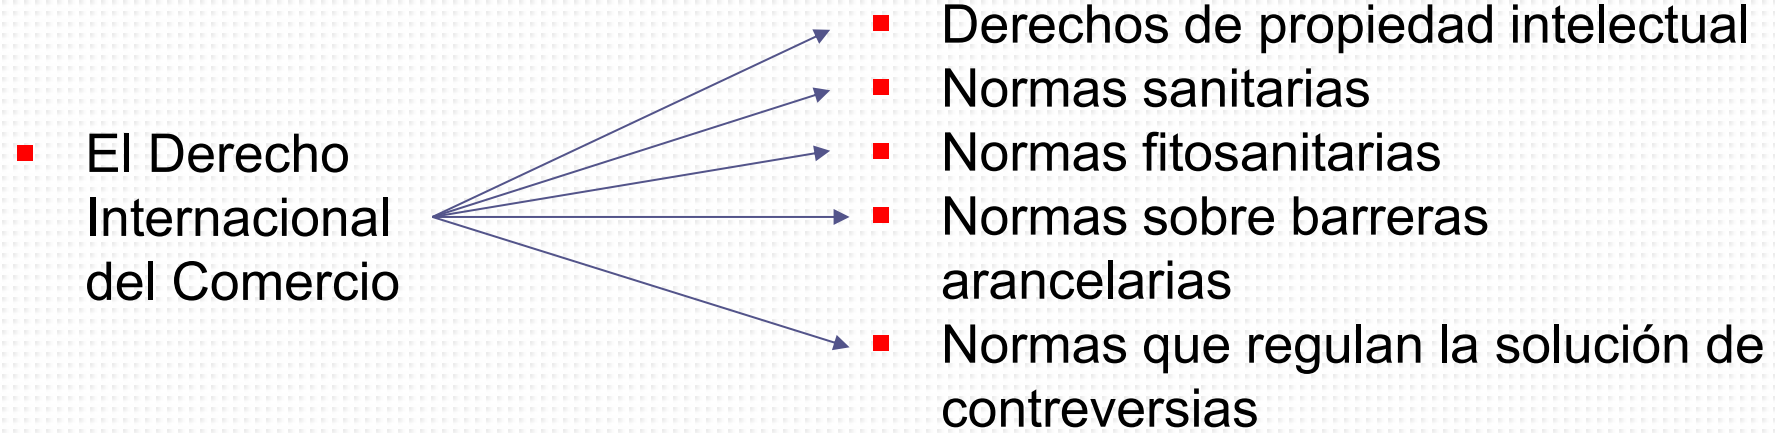 El Derecho
Internacional
del Comercio
Derechos de propiedad intelectual
Normas sanitarias
Normas fitosanitarias
Normas sobre barreras
arancelarias
Normas que regulan la solución de
contreversias